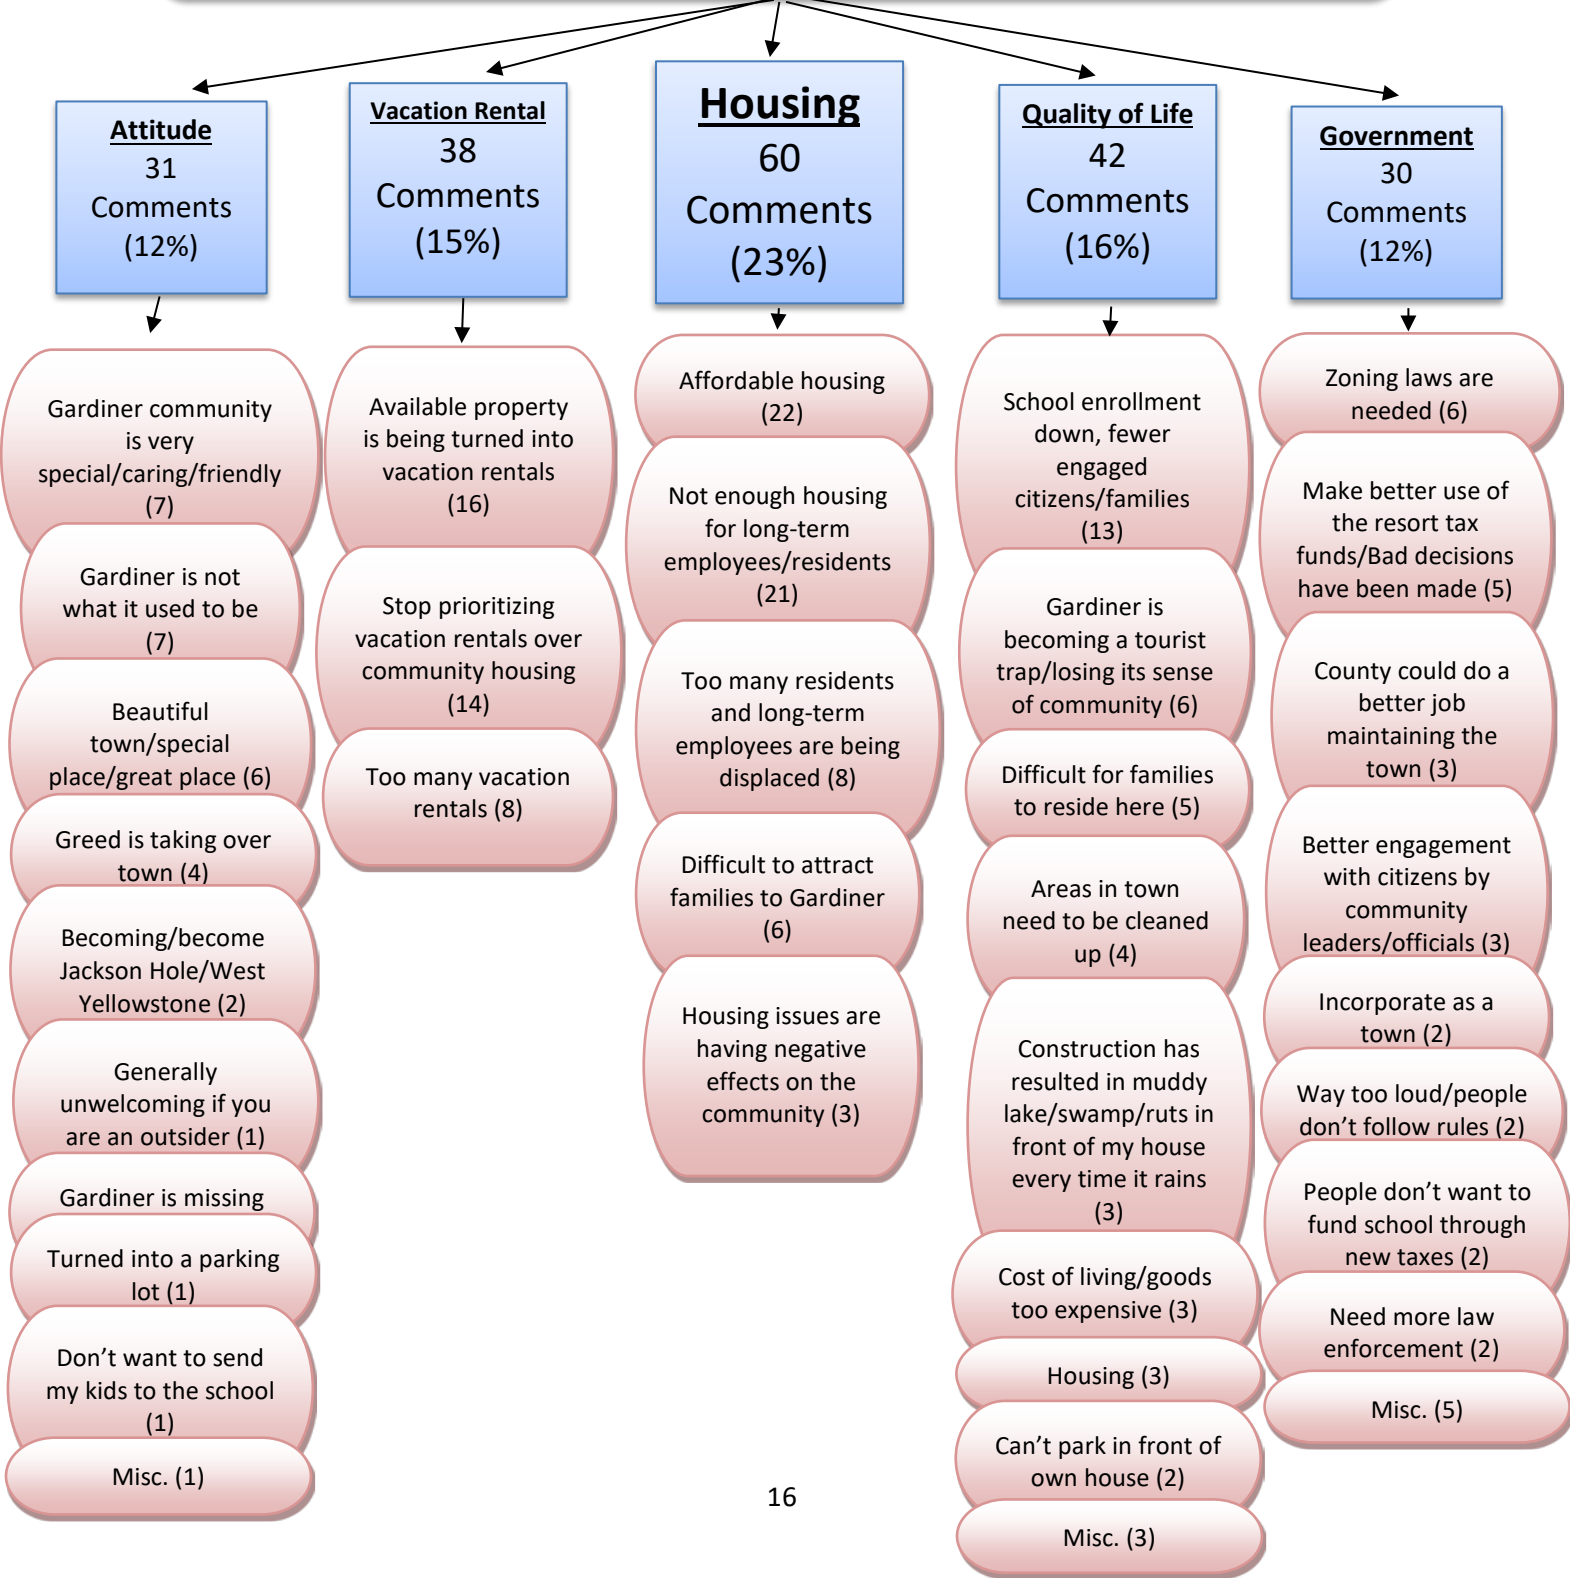 Attitude
31
Comments
(12%)
Gardiner community
is very
special/caring/friendly
(7)
Gardiner is not
what it used to be
(7)
Beautiful
town/special
place/great place (6)
Greed is taking over
town (4)
Becoming/become
Jackson Hole/West
Yellowstone (2)
Generally
unwelcoming if you
are an outsider (1)
Gardiner is missing
Turned into a parking
lot (1)
Don’t want to send
my kids to the school
(1)
Misc. (1)
Vacation Rental
38
Comments
(15%)
Available property
is being turned into
vacation rentals
(16)
Stop prioritizing
vacation rentals over
community housing
(14)
Too many vacation
rentals (8)
Housing
60
Comments
(23%)
Affordable housing
(22)
Not enough housing
for long-term
employees/residents
(21)
Too many residents
and long-term
employees are being
displaced (8)
Difficult to attract
families to Gardiner
(6)
Housing issues are
having negative
effects on the
community (3)
Quality of Life
42
Comments
(16%)
School enrollment
down, fewer
engaged
citizens/families
(13)
Gardiner is
becoming a tourist
trap/losing its sense
of community (6)
Difficult for families
to reside here (5)
Areas in town
need to be cleaned
up (4)
Construction has
resulted in muddy
lake/swamp/ruts in
front of my house
every time it rains
(3)
Cost of living/goods
too expensive (3)
Housing (3)
Can’t park in front of
own house (2)
Misc. (3)
Government
30
Comments
(12%)
Zoning laws are
needed (6)
Make better use of
the resort tax
funds/Bad decisions
have been made (5)
County could do a
better job
maintaining the
town (3)
Better engagement
with citizens by
community
leaders/officials (3)
Incorporate as a
town (2)
Way too loud/people
don’t follow rules (2)
People don’t want to
fund school through
new taxes (2)
Need more law
enforcement (2)
Misc. (5)
16